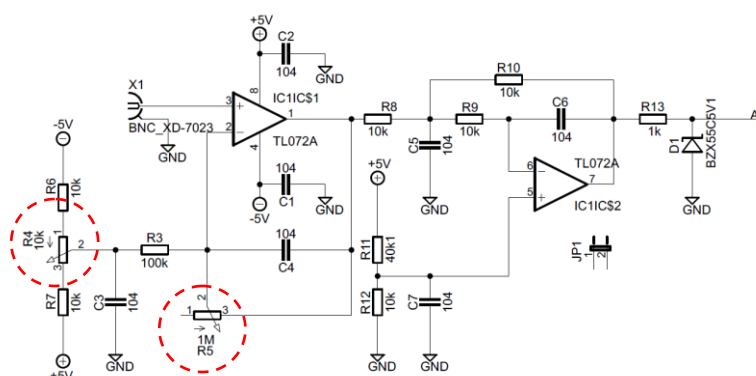 +5V
C2
104
GND
X1
BNC_XD-7023
GND
8
3
2
1
4
IC1IC$1
TL072A
104
C1
GND
-5V
-5V
R6
10k
R4
10k
1
2
3
R7
10k
+5V
C3
104
GND
R3
100k
104
C4
2
1
3
1M
R5
R8
10k
C5
104
GND
R9
10k
R10
10k
C6
104
6
5
7
TL072A
IC1IC$2
+5V
R11
40k1
R12
10k
GND
C7
104
GND
R13
1k
D1
BZX55C5V1
GND
A
JP1
1
2